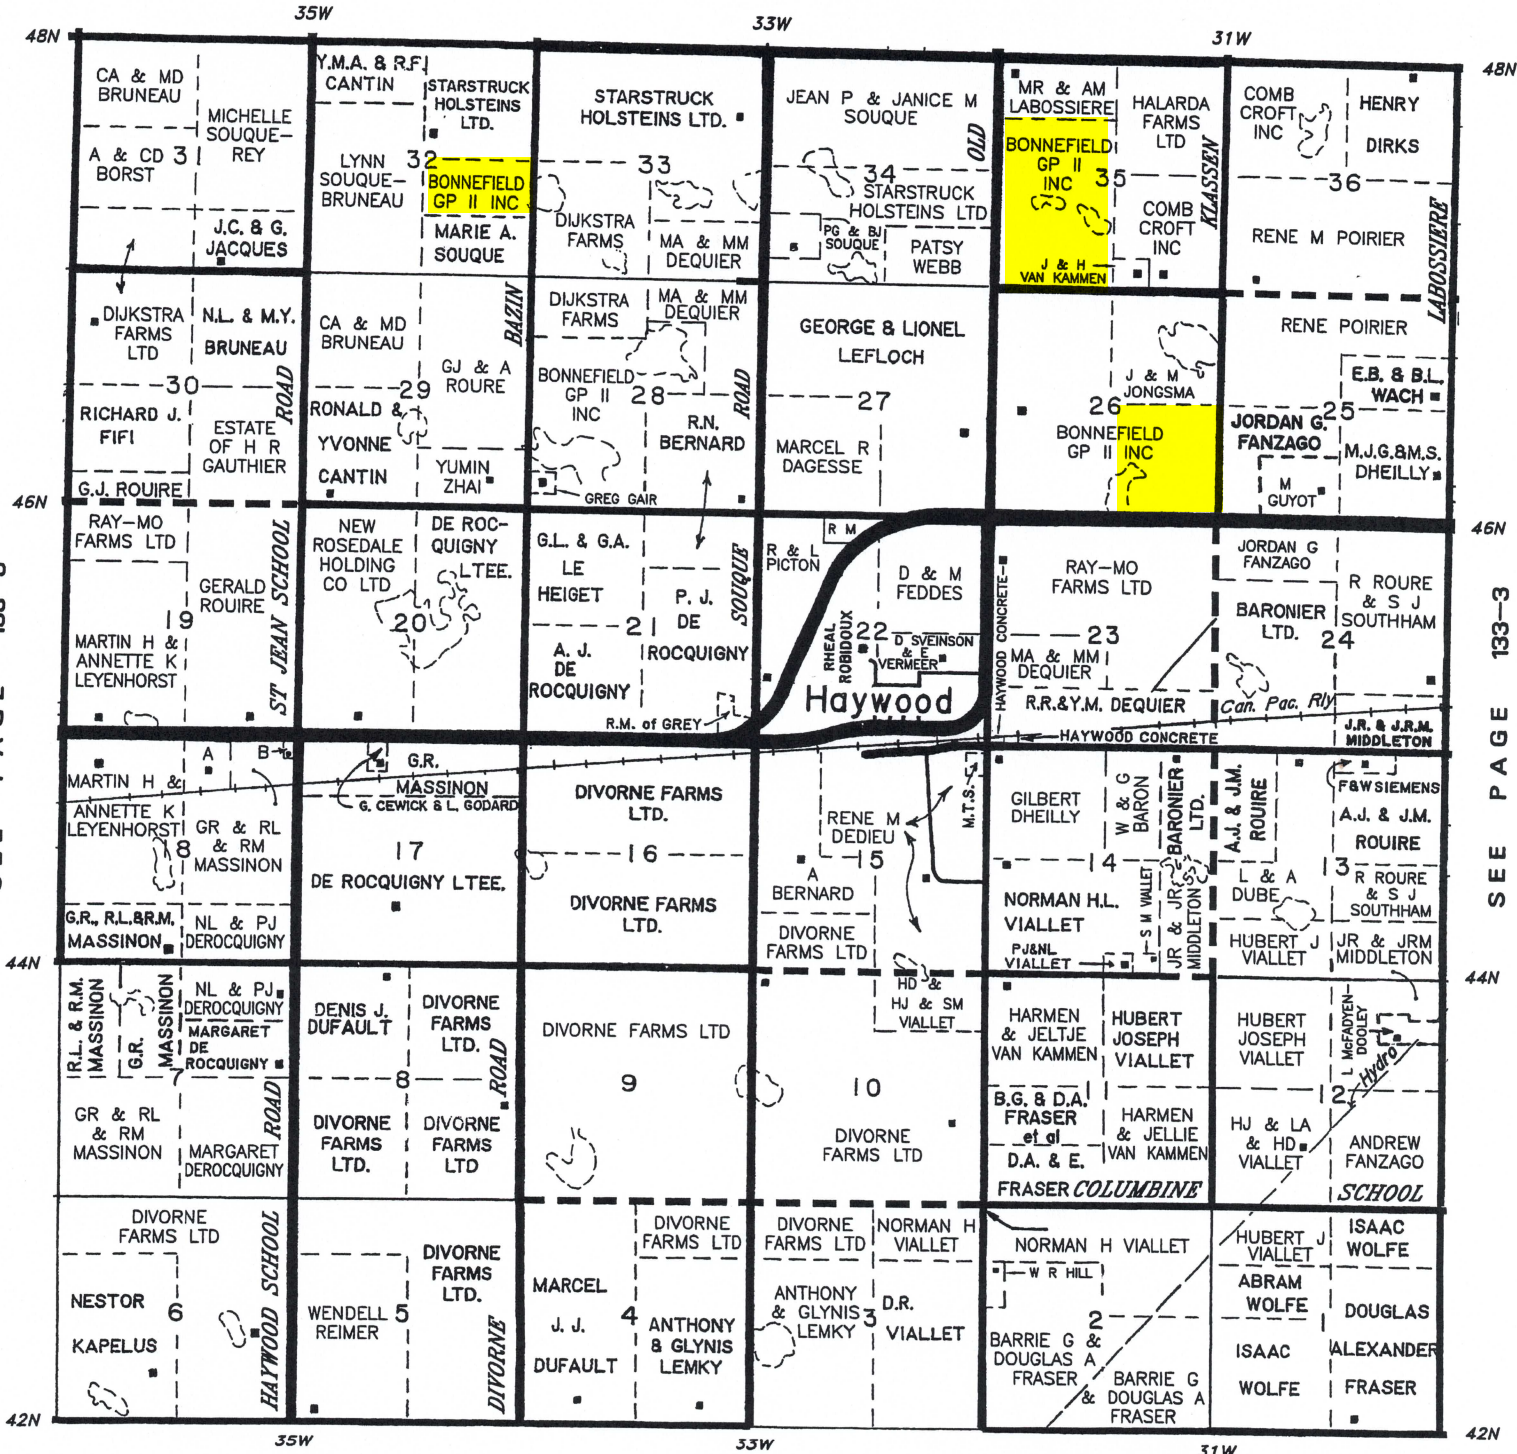 35W
33W
31W
48N
48N
CA & MD
BRUNEAU
MICHELLE
SOUQUE-
REY
A & CD
BORST
3
J.C. & G.
JACQUES
Y.M.A. & R.F.
CANTIN
STARSTRUCK
HOLSTEINS
LTD.
LYNN
SOUQUE-
BRUNEAU
32
BONNEFIELD
GP II INC
MARIE A.
SOUQUE
STARSTRUCK
HOLSTEINS LTD.
33
DIJKSTRA
FARMS
MA & MM
DEQUIER
JEAN P & JANICE M
SOUQUE
OLD
34
STARSTRUCK
HOLSTEINS LTD
PG & BJ
SOUQUE
PATSY
WEBB
MR & AM
LABOSSIERE
BONNEFIELD
GP II
INC
35
HALARDA
FARMS
LTD
KLASSEN
COMB
CROFT
INC
J & H
VAN KAMMEN
COMB
CROFT
INC
HENRY
DIRKS
36
RENE M POIRIER
LABOSSIERE
DIJKSTRA
FARMS
LTD
N.L. & M.Y.
BRUNEAU
30
ROAD
RICHARD J.
FIFI
ESTATE
OF H R
GAUTHIER
G.J. ROUIRE
CA & MD
BRUNEAU
BAZIN
GJ & A
ROURE
29
RONALD &
YVONNE
CANTIN
YUMIN
ZHAI
DIJKSTRA
FARMS
MA & MM
DEQUIER
BONNEFIELD
GP II
INC
28
ROAD
R.N.
BERNARD
GREG GAIR
GEORGE & LIONEL
LEFLOCH
27
MARCEL R
DAGESSE
J & M
JONGSMA
26
BONNEFIELD
GP II INC
RENE POIRIER
E.B. & B.L.
WACH
25
JORDAN G.
FANZAGO
M.J.G.&M.S.
DHEILLY
M
GUYOT
46N
46N
RAY-MO
FARMS LTD
GERALD
ROUIRE
19
MARTIN H &
ANNETTE K
LEYENHORST
ST JEAN SCHOOL
NEW
ROSEDALE
HOLDING
CO LTD
DE ROC-
QUIGNY
LTEE.
20
G.L. & G.A.
LE
HEIGET
21
A. J.
DE
ROCQUIGNY
P. J.
DE
ROCQUIGNY
SOUQUE
R.M. of GREY
R M
R & L
PICTON
D & M
FEDDES
RHEAL
ROBIDOUX
22
D SVEINSON
& E
VERMEER
Haywood
HAYWOOD CONCRETE
RAY-MO
FARMS LTD
23
MA & MM
DEQUIER
R.R.&Y.M. DEQUIER
HAYWOOD CONCRETE
JORDAN G
FANZAGO
BARONIER
LTD.
24
R ROURE
& S J
SOUTHHAM
Can. Pac. Rly
J.R. & J.R.M.
MIDDLETON
SEE PAGE 133-3
MARTIN H &
ANNETTE K
LEYENHORST
A
B
GR & RL
& RM
MASSINON
18
G.R., R.L.&R.M.
MASSINON
NL & PJ
DEROCQUIGNY
G.R.
MASSINON
G. CEWICK & L. GODARD
17
DE ROCQUIGNY LTEE.
DIVORNE FARMS
LTD.
16
DIVORNE FARMS
LTD.
RENE M
DEDIEU
M.T.S.
15
A
BERNARD
DIVORNE
FARMS LTD
GILBERT
DHEILLY
W & G
BARON
BARONIER
LTD.
14
NORMAN H.L.
VIALLET
S M VIALLET
JR & JR
MIDDLETON
PJ&NL
VIALLET
A.J. & J.M.
ROUIRE
F&WSIEMENS
A.J. & J.M.
ROUIRE
13
L & A
DUBE
R ROURE
& S J
SOUTHHAM
HUBERT J
VIALLET
JR & JRM
MIDDLETON
44N
44N
R.L. & R.M.
MASSINON
G.R.
MASSINON
NL & PJ
DEROCQUIGNY
MARGARET
DE
ROCQUIGNY
7
GR & RL
& RM
MASSINON
MARGARET
DEROCQUIGNY
ROAD
DENIS J.
DUFAULT
DIVORNE
FARMS
LTD.
8
ROAD
DIVORNE
FARMS
LTD.
DIVORNE
FARMS
LTD
DIVORNE FARMS LTD
9
HD &
HJ & SM
VIALLET
10
DIVORNE
FARMS LTD
HARMEN
& JELTJE
VAN KAMMEN
HUBERT
JOSEPH
VIALLET
B.G. & D.A.
FRASER
et al
D.A. & E.
FRASER
HARMEN
& JELLIE
VAN KAMMEN
COLUMBINE
HUBERT
JOSEPH
VIALLET
L McFADYEN-
DOOLEY
Hydro
12
HJ & LA
& HD
VIALLET
ANDREW
FANZAGO
SCHOOL
DIVORNE
FARMS LTD
NESTOR
KAPELUS
6
HAYWOOD SCHOOL
DIVORNE
FARMS
LTD.
WENDELL
REIMER
5
DIVORNE
DIVORNE
FARMS LTD
MARCEL
J. J.
DUFAULT
4
ANTHONY
& GLYNIS
LEMKY
DIVORNE
FARMS LTD
NORMAN H
VIALLET
ANTHONY
& GLYNIS
LEMKY
3
D.R.
VIALLET
NORMAN H VIALLET
W R HILL
2
BARRIE G &
DOUGLAS A
FRASER
BARRIE G
& DOUGLAS A
FRASER
HUBERT J
VIALLET
ISAAC
WOLFE
ABRAM
WOLFE
ISAAC
WOLFE
DOUGLAS
ALEXANDER
FRASER
42N
42N
35W
33W
31W